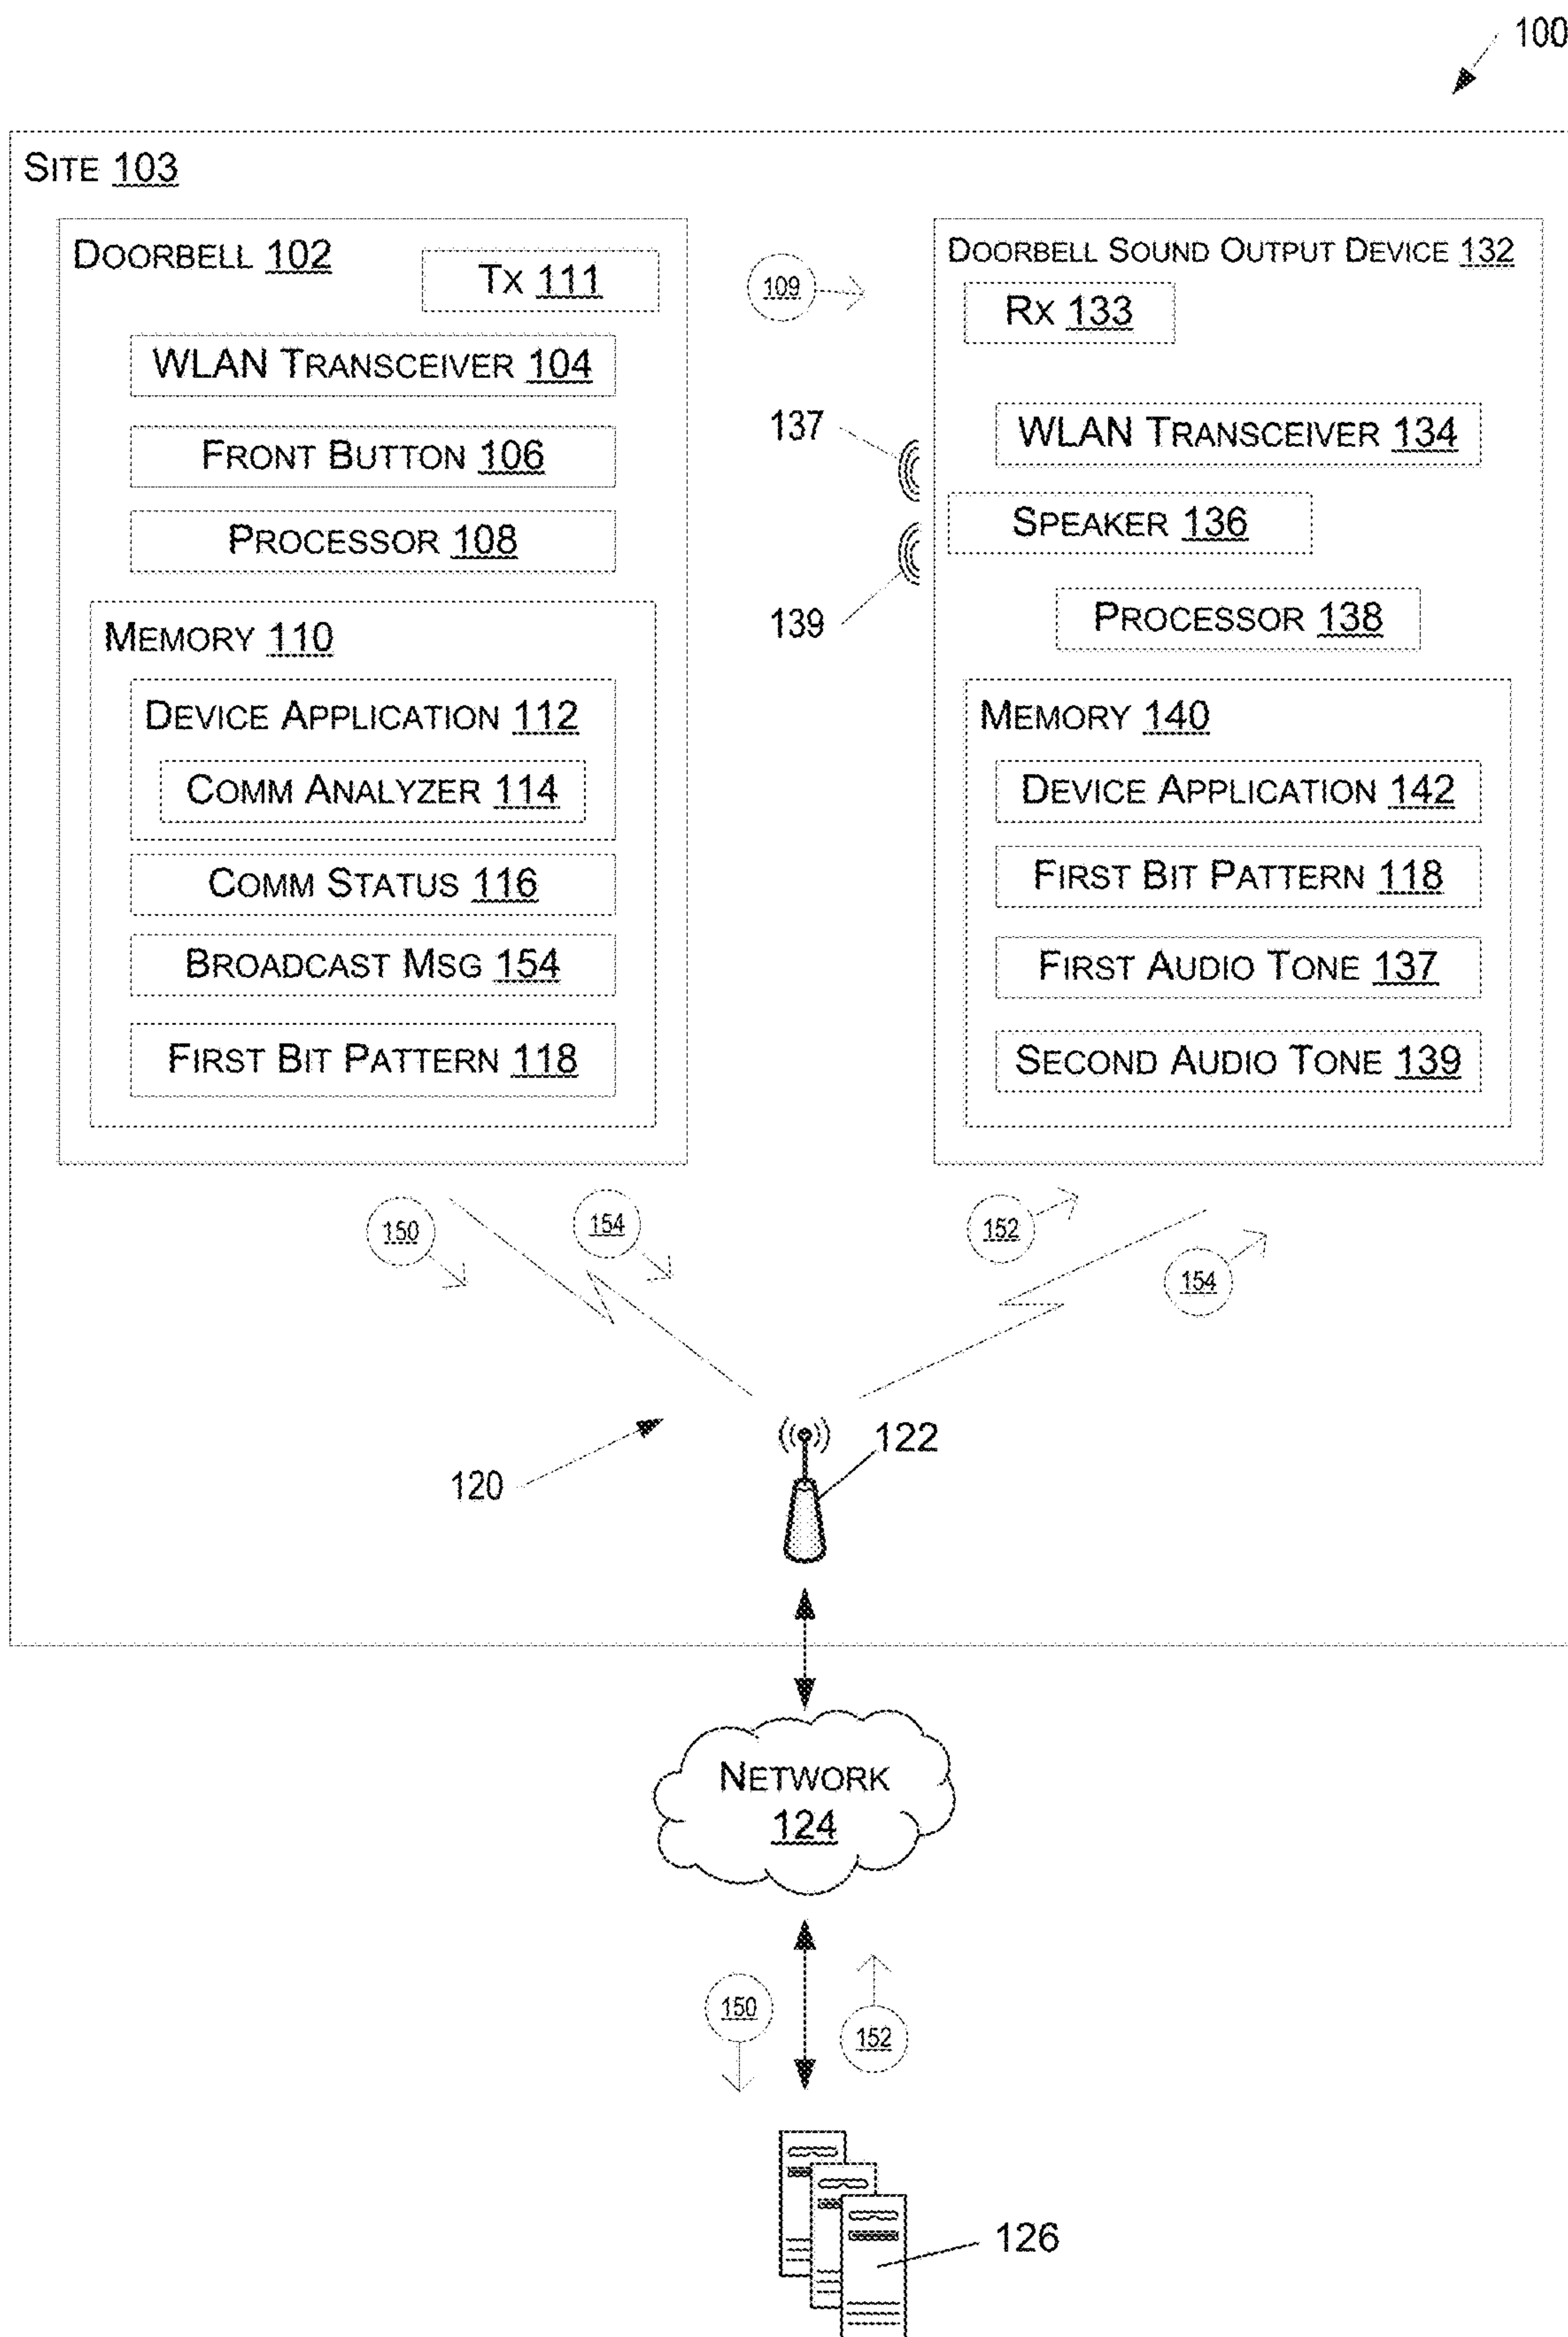 100
SITE 103
DOORBELL 102
TX 111
WLAN TRANSCEIVER 104
FRONT BUTTON 106
PROCESSOR 108
MEMORY 110
DEVICE APPLICATION 112
COMM ANALYZER 114
COMM STATUS 116
BROADCAST MSG 154
FIRST BIT PATTERN 118
109
137
139
DOORBELL SOUND OUTPUT DEVICE 132
RX 133
WLAN TRANSCEIVER 134
SPEAKER 136
PROCESSOR 138
MEMORY 140
DEVICE APPLICATION 142
FIRST BIT PATTERN 118
FIRST AUDIO TONE 137
SECOND AUDIO TONE 139
150
154
152
154
120
122
NETWORK
124
150
152
126